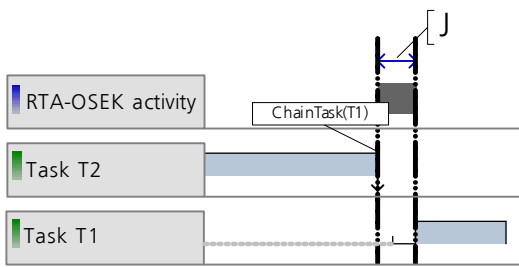 J
RTA-OSEK activity
ChainTask(T1)
Task T2
Task T1